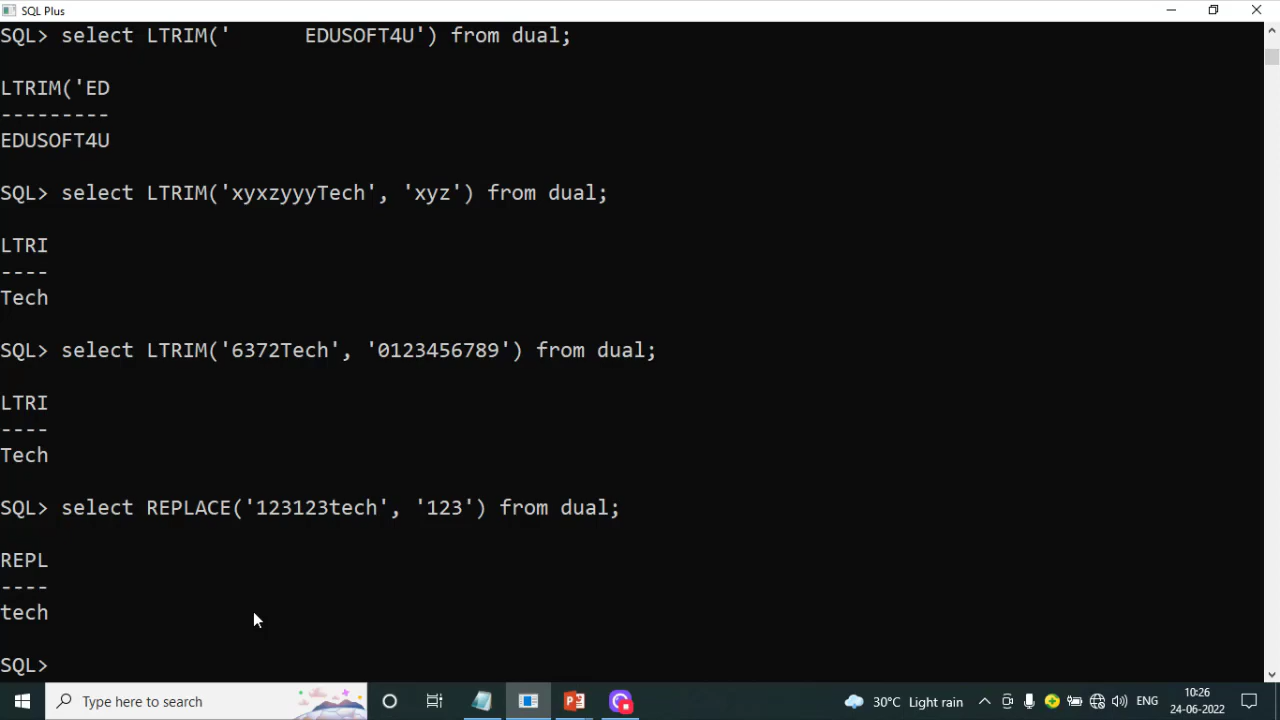 SQL Plus
SQL> select LTRIM('      EDUSOFT4U') from dual;
LTRIM('ED
---------
EDUSOFT4U
SQL> select LTRIM('xyxzyyyTech', 'xyz') from dual;
LTRI
----
Tech
SQL> select LTRIM('6372Tech', '0123456789') from dual;
LTRI
----
Tech
SQL> select REPLACE('123123tech', '123') from dual;
REPL
----
tech
SQL>
Type here to search
30°C Light rain
ENG
10:26
24-06-2022